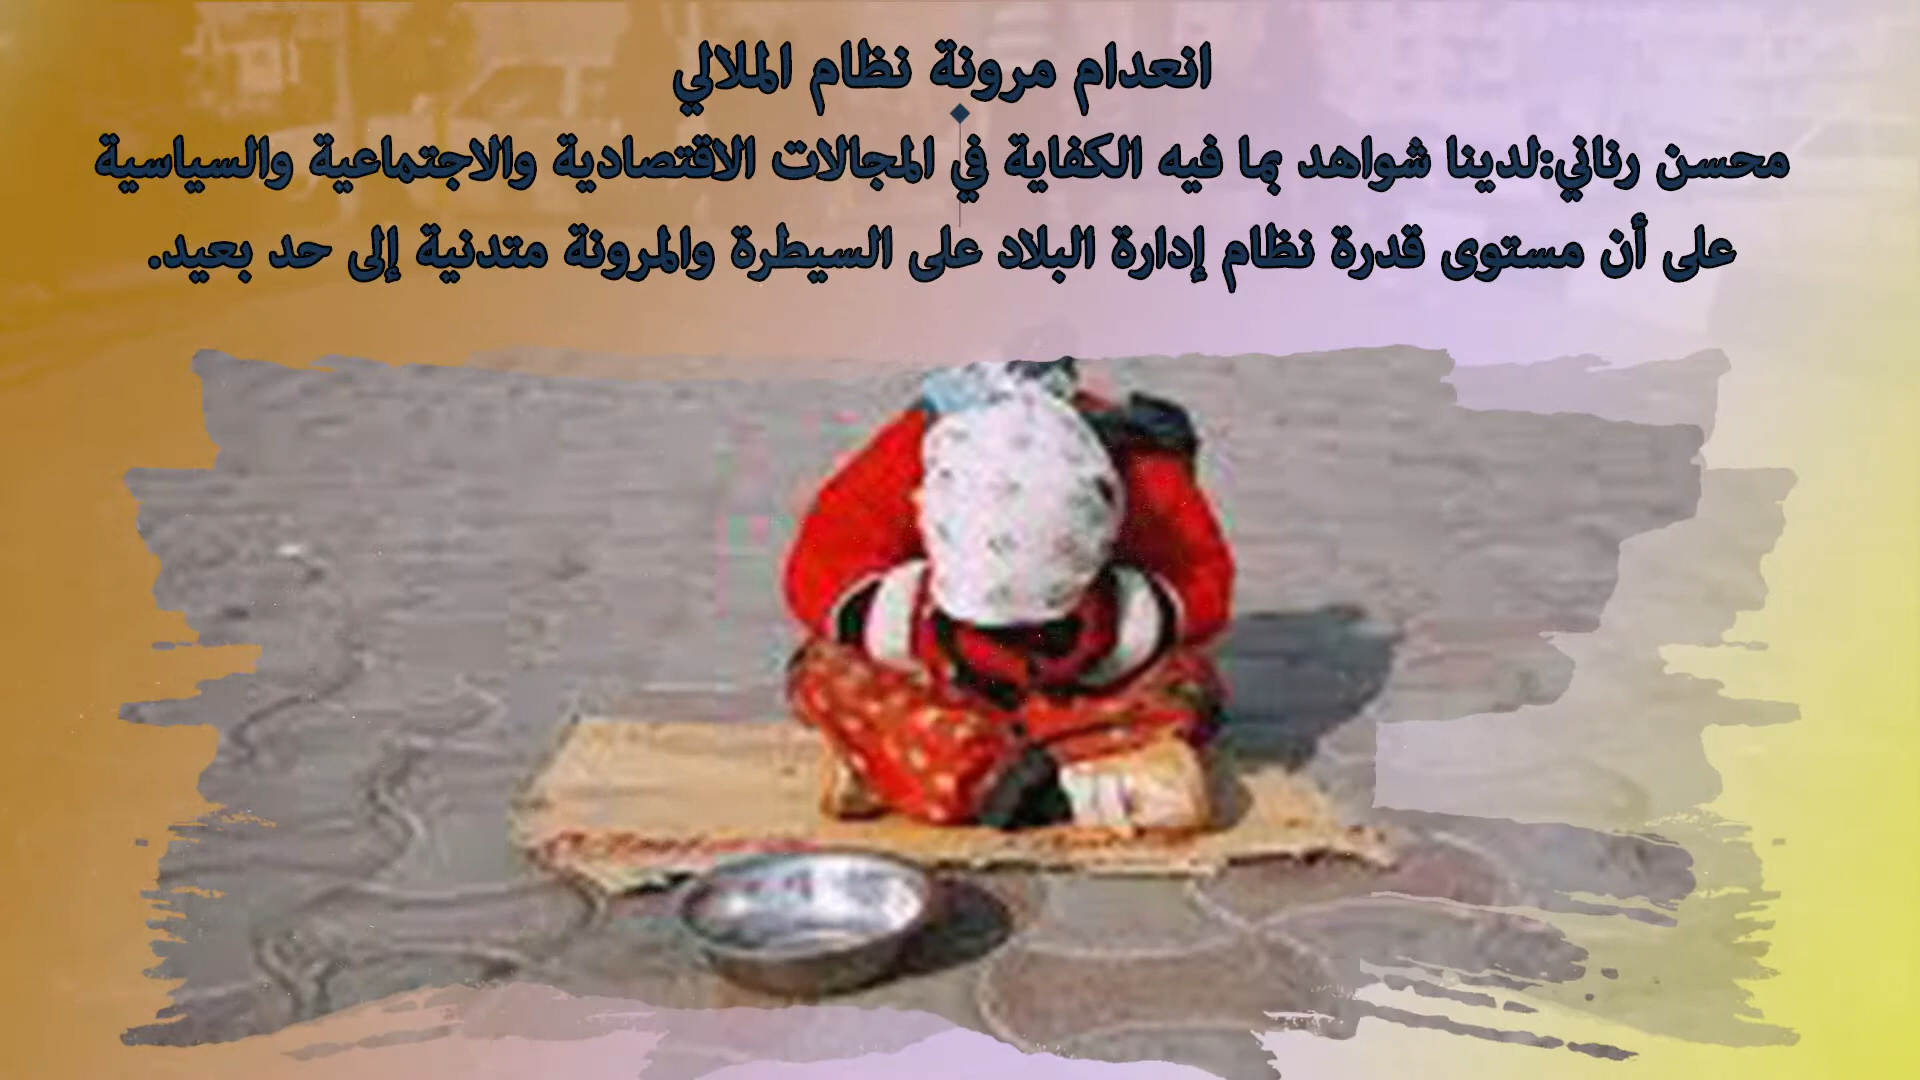 انعدام مرونة نظام الملالي
محسن رناني:لدينا شواهد بما فيه الكفاية في المجالات الاقتصادية والاجتماعية والسياسية
على أن مستوى قدرة نظام إدارة البلاد على السيطرة والمرونة متدنية إلى حد بعيد.